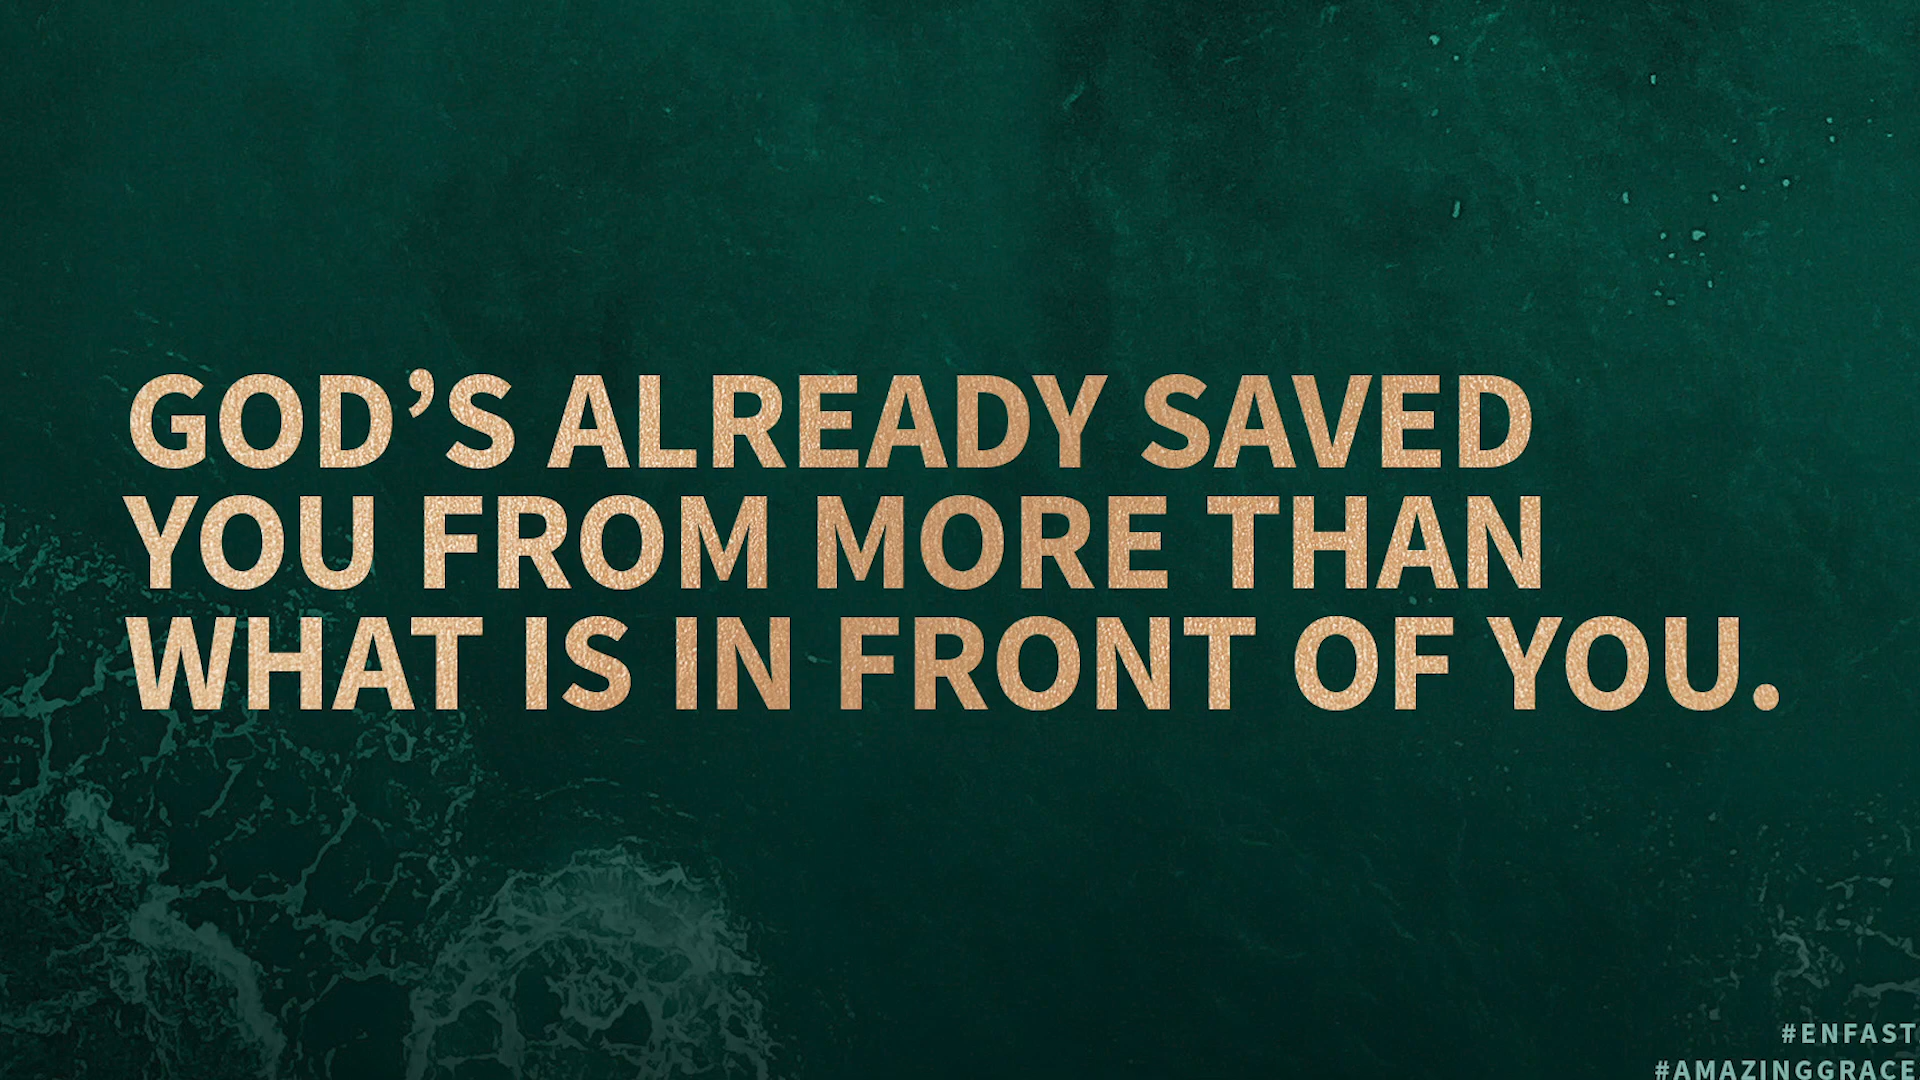 GOD’S ALREADY SAVED
YOU FROM MORE THAN
WHAT IS IN FRONT OF YOU.
#ENFAST
#AMAZINGGRACE